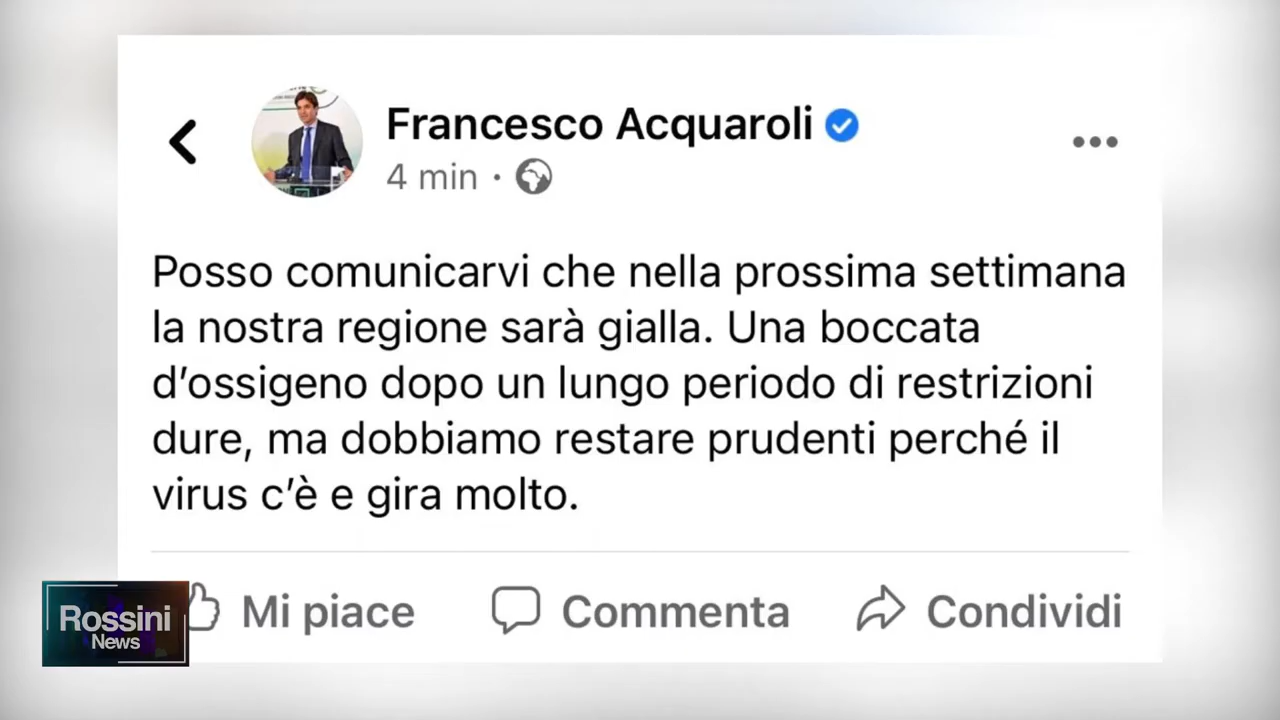 Francesco Acquaroli
4 min ·
Posso comunicarvi che nella prossima settimana
la nostra regione sarà gialla. Una boccata
d’ossigeno dopo un lungo periodo di restrizioni
dure, ma dobbiamo restare prudenti perché il
virus c’è e gira molto.
Mi piace Commenta Condividi
Rossini
News